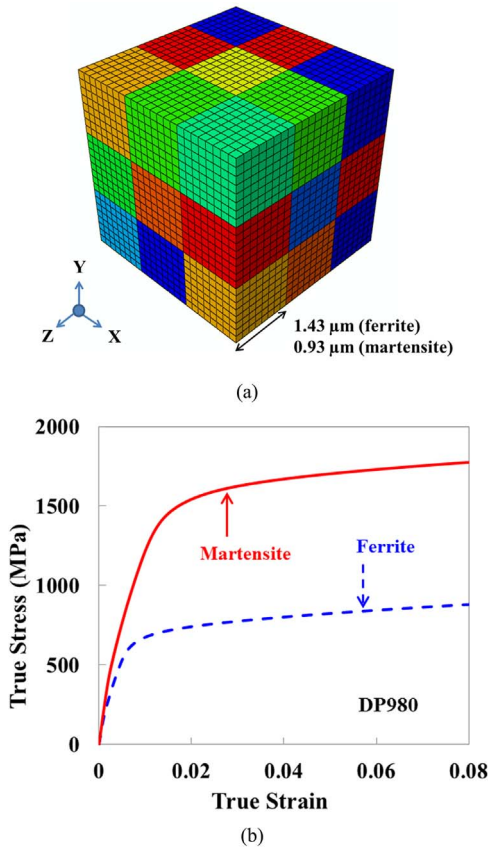 Y
Z
X
1.43 µm (ferrite)
0.93 µm (martensite)
(a)
2000
1500
1000
500
0
True Stress (MPa)
Martensite
Ferrite
DP980
0
0.02
0.04
0.06
0.08
True Strain
(b)